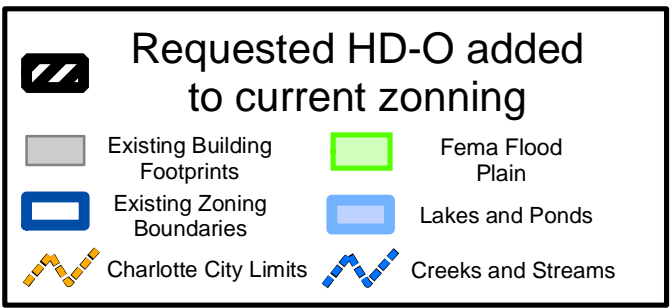 Requested HD-O added
to current zonning
Existing Building
Footprints
Fema Flood
Plain
Existing Zoning
Boundaries
Lakes and Ponds
Charlotte City Limits
Creeks and Streams